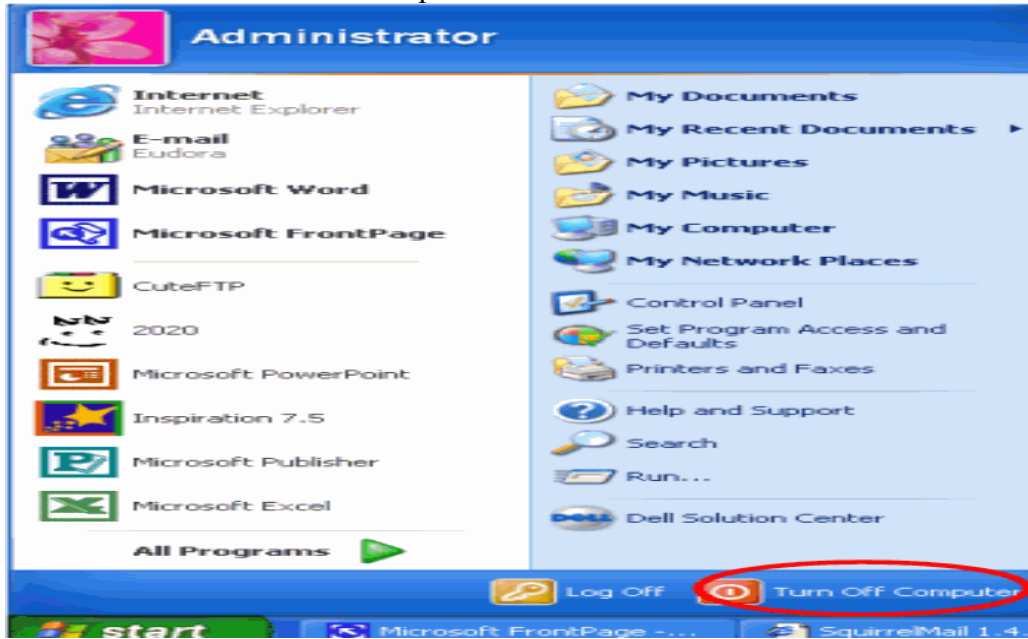 Administrator
Internet
Internet Explorer
E-mail
Eudora
Microsoft Word
Microsoft FrontPage
CuteFTP
2020
Microsoft PowerPoint
Inspiration 7.5
Microsoft Publisher
Microsoft Excel
All Programs
My Documents
My Recent Documents
My Pictures
My Music
My Computer
My Network Places
Control Panel
Set Program Access and
Defaults
Printers and Faxes
Help and Support
Search
Run...
DELL Dell Solution Center
Log Off
Turn Off Computer
start
Microsoft FrontPage -...
SquirrelMail 1.4.